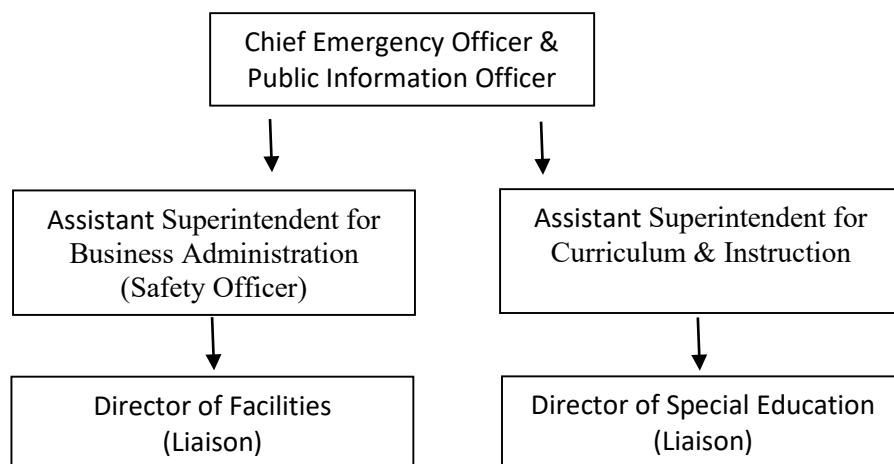 Chief Emergency Officer &
Public Information Officer
Assistant Superintendent for
Business Administration
(Safety Officer)
Assistant Superintendent for
Curriculum & Instruction
Director of Facilities
(Liaison)
Director of Special Education
(Liaison)